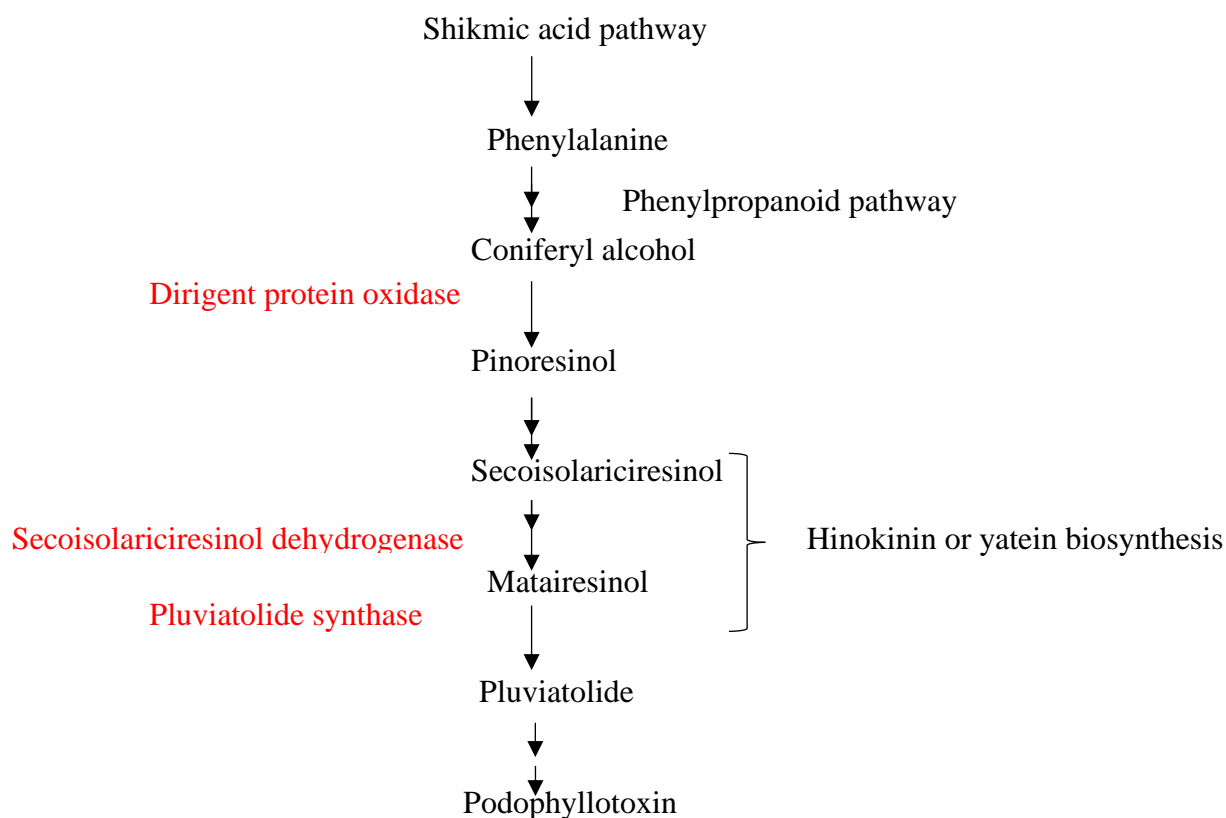 Shikmic acid pathway
Phenylalanine
Phenylpropanoid pathway
Coniferyl alcohol
Dirigent protein oxidase
Pinoresinol
Secoisolariciresinol
Secoisolariciresinol dehydrogenase
Hinokinin or yatein biosynthesis
Matairesinol
Pluviatolide synthase
Pluviatolide
Podophyllotoxin